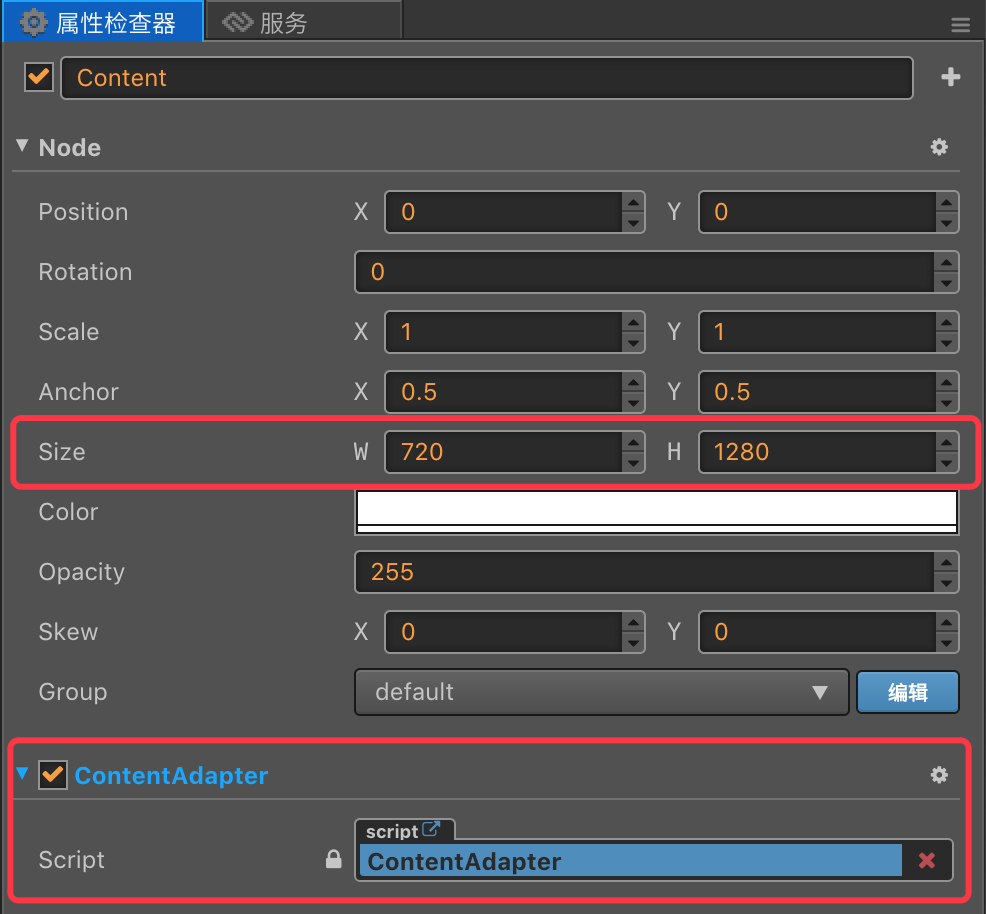 属性检查器 服务
Content
Node
Position X 0 Y 0
Rotation 0
Scale X 1 Y 1
Anchor X 0.5 Y 0.5
Size W 720 H 1280
Color
Opacity 255
Skew X 0 Y 0
Group default 编辑
ContentAdapter
script
Script ContentAdapter